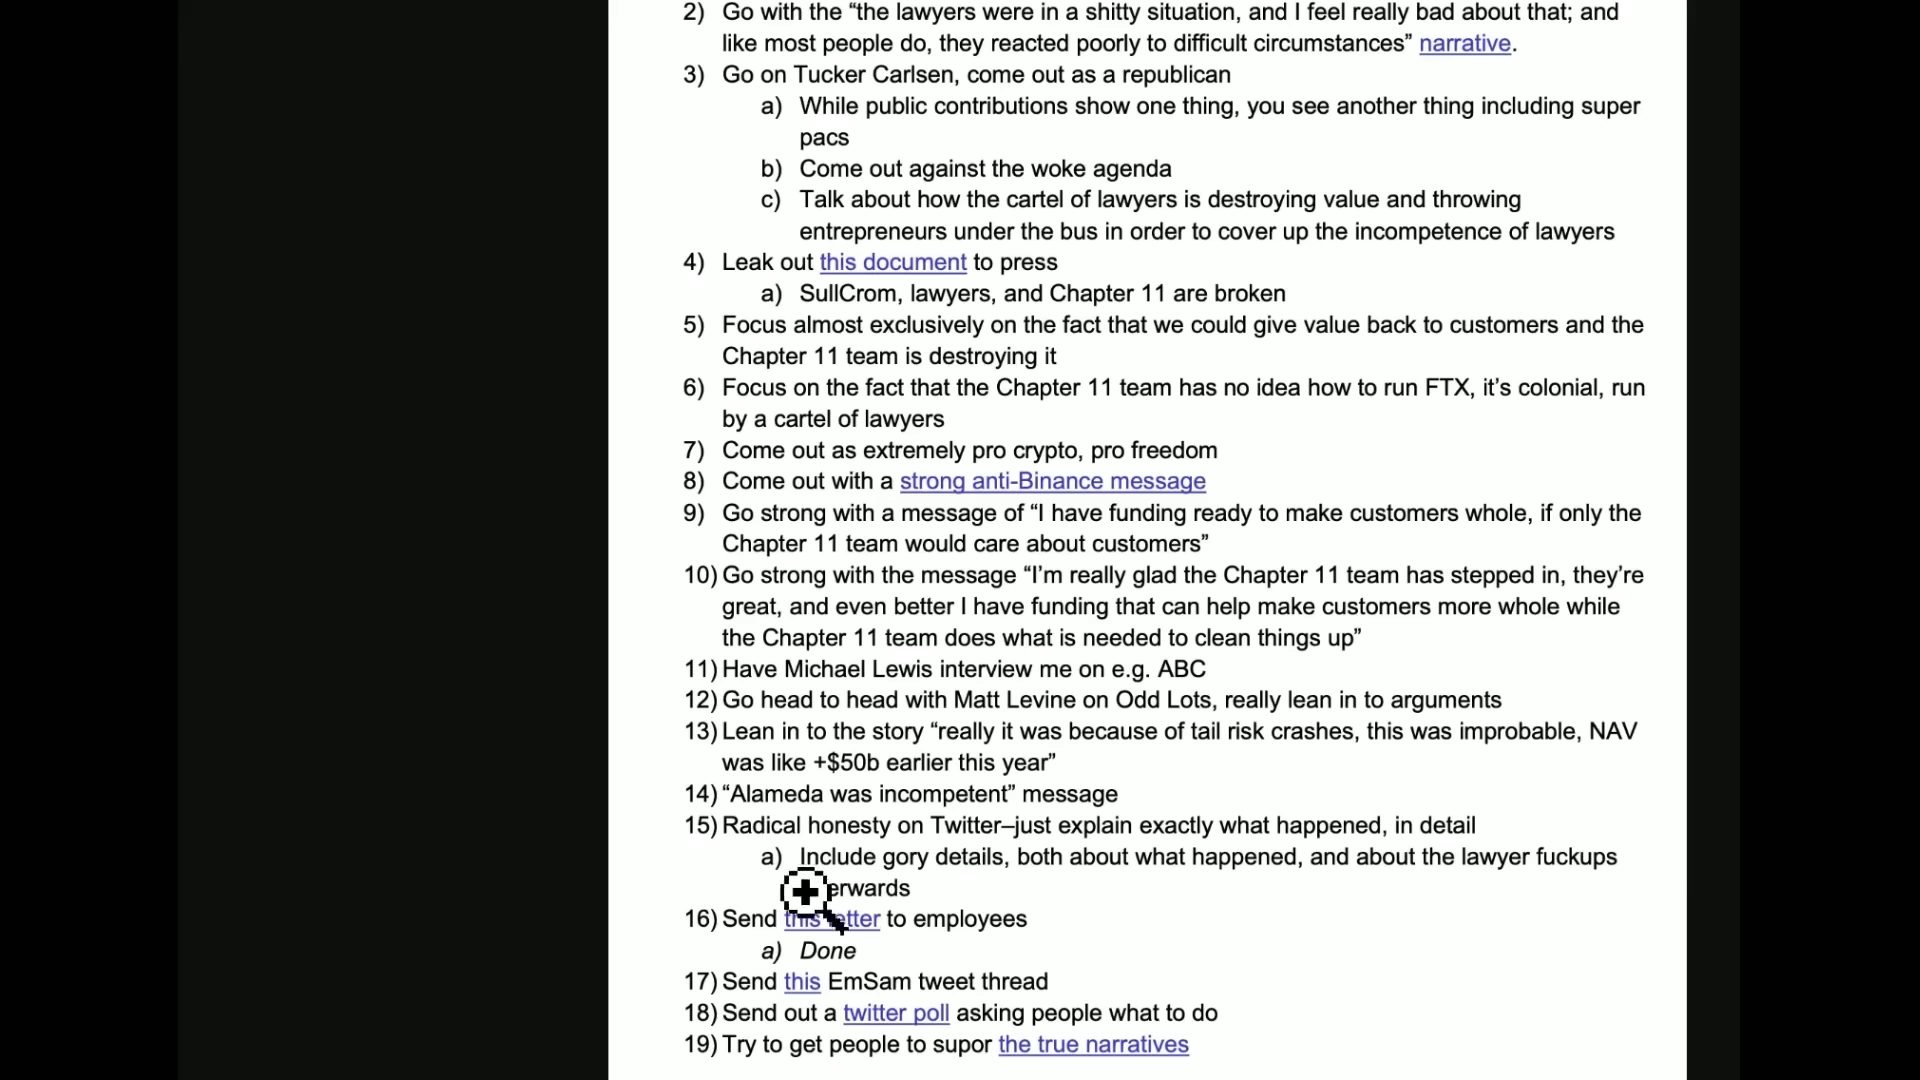 2) Go with the “the lawyers were in a shitty situation, and I feel really bad about that; and
like most people do, they reacted poorly to difficult circumstances” narrative.
3) Go on Tucker Carlsen, come out as a republican
a) While public contributions show one thing, you see another thing including super
pacs
b) Come out against the woke agenda
c) Talk about how the cartel of lawyers is destroying value and throwing
entrepreneurs under the bus in order to cover up the incompetence of lawyers
4) Leak out this document to press
a) SullCrom, lawyers, and Chapter 11 are broken
5) Focus almost exclusively on the fact that we could give value back to customers and the
Chapter 11 team is destroying it
6) Focus on the fact that the Chapter 11 team has no idea how to run FTX, it’s colonial, run
by a cartel of lawyers
7) Come out as extremely pro crypto, pro freedom
8) Come out with a strong anti-Binance message
9) Go strong with a message of “I have funding ready to make customers whole, if only the
Chapter 11 team would care about customers”
10) Go strong with the message “I’m really glad the Chapter 11 team has stepped in, they’re
great, and even better I have funding that can help make customers more whole while
the Chapter 11 team does what is needed to clean things up”
11) Have Michael Lewis interview me on e.g. ABC
12) Go head to head with Matt Levine on Odd Lots, really lean in to arguments
13) Lean in to the story “really it was because of tail risk crashes, this was improbable, NAV
was like +$50b earlier this year”
14) “Alameda was incompetent” message
15) Radical honesty on Twitter–just explain exactly what happened, in detail
a) Include gory details, both about what happened, and about the lawyer fuckups
erwards
16) Send this letter to employees
a) Done
17) Send this EmSam tweet thread
18) Send out a twitter poll asking people what to do
19) Try to get people to supor the true narratives